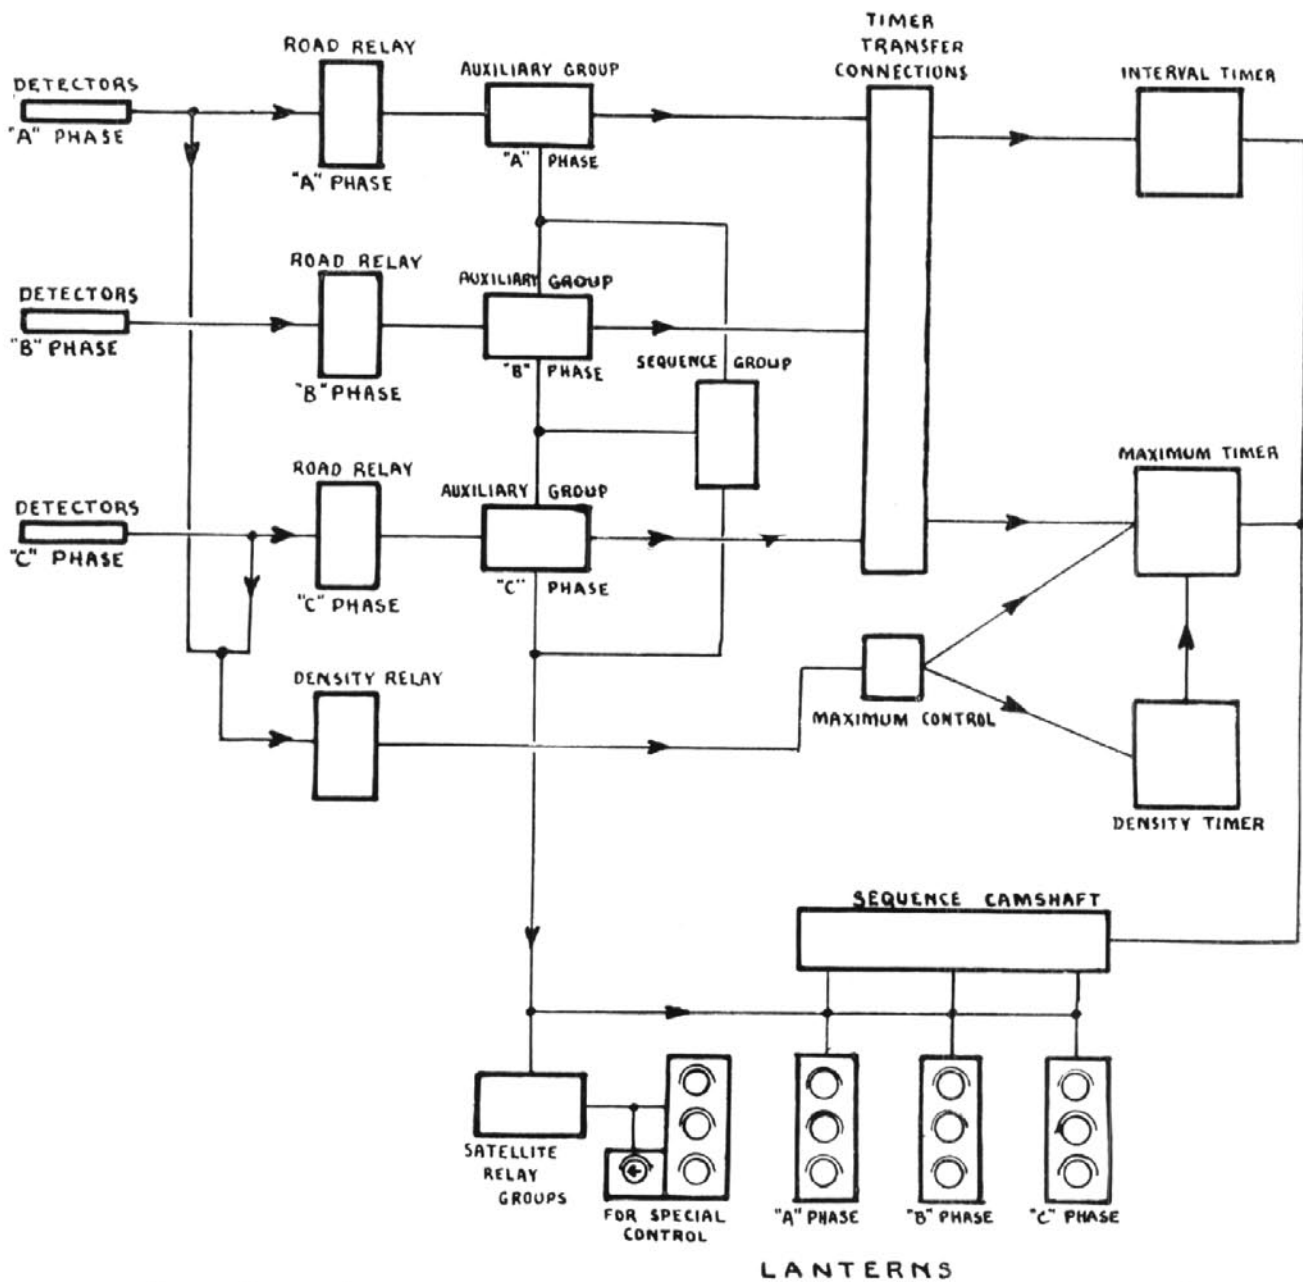 TIMER
TRANSFER
CONNECTIONS
ROAD RELAY
AUXILIARY GROUP
INTERVAL TIMER
DETECTORS
"A" PHASE
"A" PHASE
"A" PHASE
ROAD RELAY
AUXILIARY GROUP
DETECTORS
"B" PHASE
"B" PHASE
"B" PHASE
SEQUENCE GROUP
ROAD RELAY
AUXILIARY GROUP
MAXIMUM TIMER
DETECTORS
"C" PHASE
"C" PHASE
"C" PHASE
DENSITY RELAY
MAXIMUM CONTROL
DENSITY TIMER
SEQUENCE CAMSHAFT
SATELLITE
RELAY
GROUPS
FOR SPECIAL
CONTROL
"A" PHASE
"B" PHASE
"C" PHASE
LANTERNS